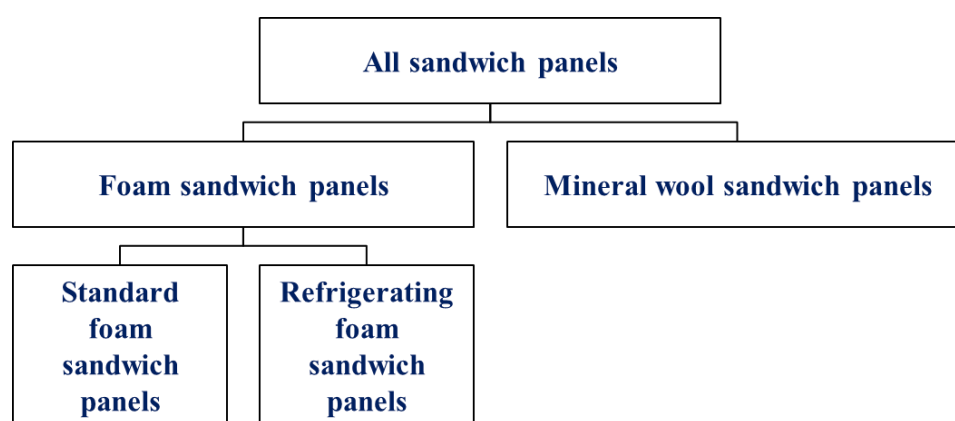 All sandwich panels
Foam sandwich panels
Mineral wool sandwich panels
Standard
foam
sandwich
panels
Refrigerating
foam
sandwich
panels